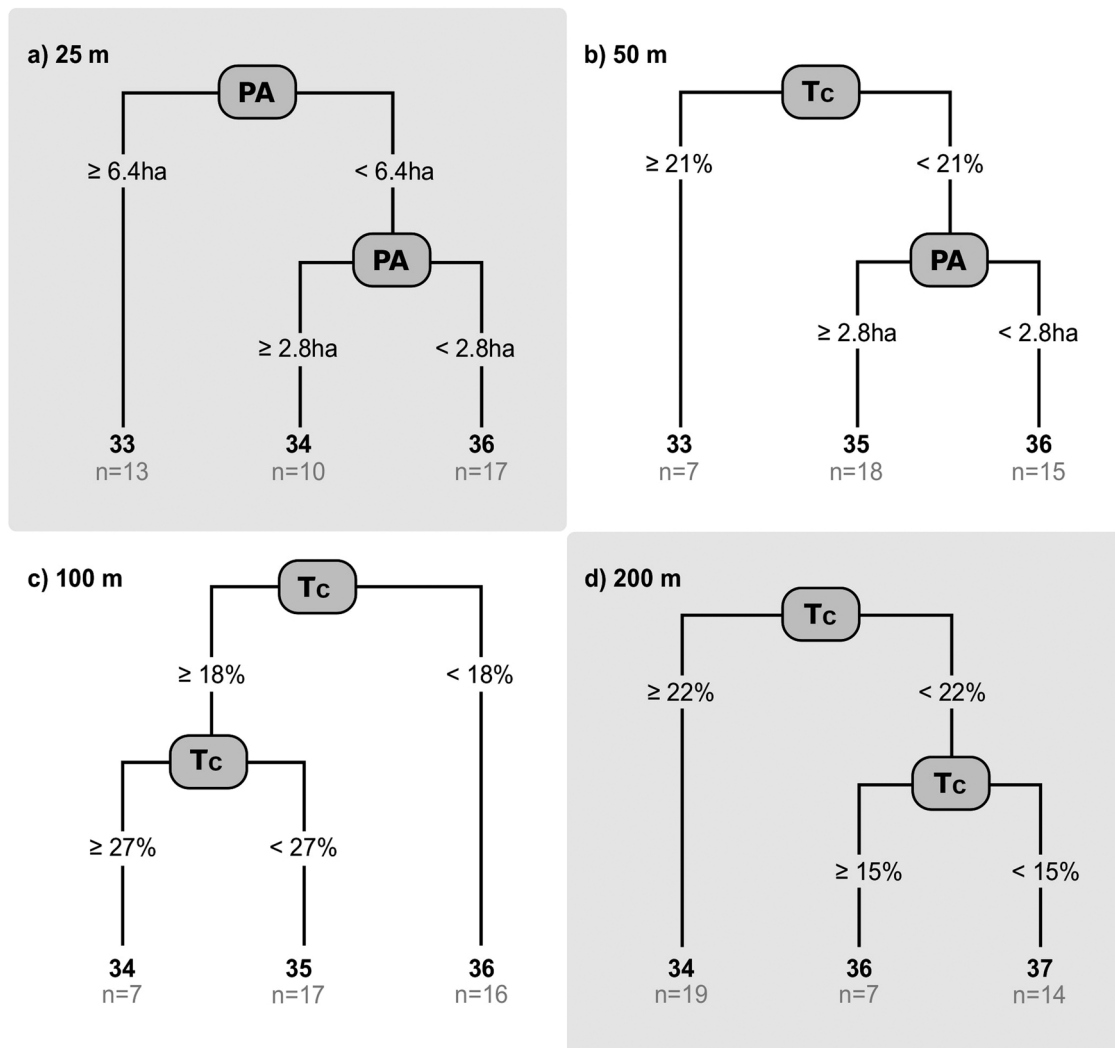 a) 25 m
PA
≥ 6.4ha
< 6.4ha
PA
≥ 2.8ha
< 2.8ha
33
34
36
n=13
n=10
n=17
b) 50 m
Tc
≥ 21%
< 21%
PA
≥ 2.8ha
< 2.8ha
33
35
36
n=7
n=18
n=15
c) 100 m
Tc
≥ 18%
< 18%
Tc
≥ 27%
< 27%
34
35
36
n=7
n=17
n=16
d) 200 m
Tc
≥ 22%
< 22%
Tc
≥ 15%
< 15%
34
36
37
n=19
n=7
n=14